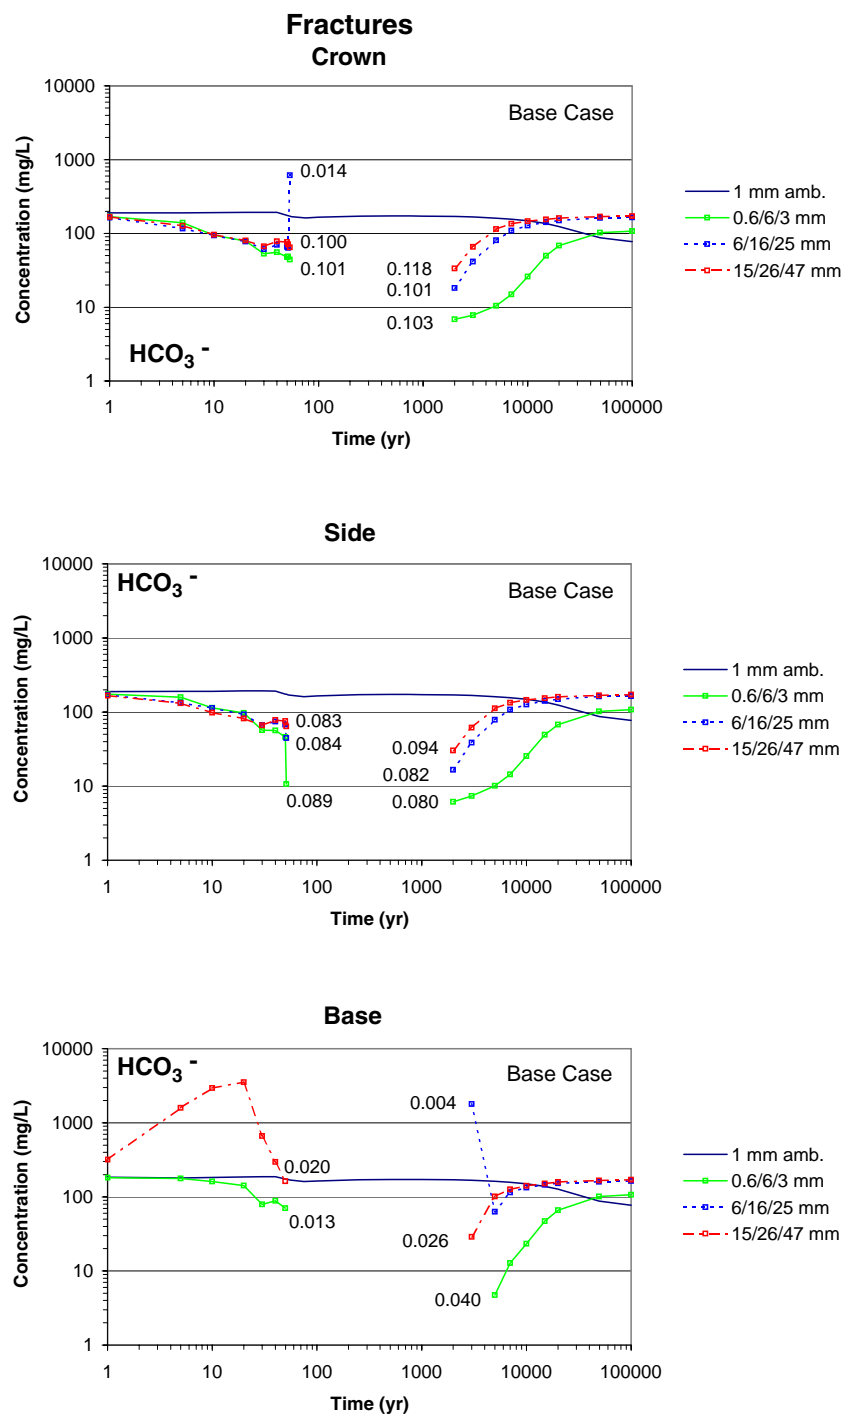 Fractures
Crown
10000
1000
100
10
1
Concentration (mg/L)
Base Case
0.014
0.100
0.101
0.118
0.101
0.103
HCO3 -
1 10 100 1000 10000 100000
Time (yr)
1 mm amb.
0.6/6/3 mm
6/16/25 mm
15/26/47 mm
Side
10000
1000
100
10
1
Concentration (mg/L)
HCO3 -
Base Case
0.083
0.084
0.089
0.094
0.082
0.080
1 10 100 1000 10000 100000
Time (yr)
1 mm amb.
0.6/6/3 mm
6/16/25 mm
15/26/47 mm
Base
10000
1000
100
10
1
Concentration (mg/L)
HCO3 -
Base Case
0.004
0.020
0.013
0.026
0.040
1 10 100 1000 10000 100000
Time (yr)
1 mm amb.
0.6/6/3 mm
6/16/25 mm
15/26/47 mm